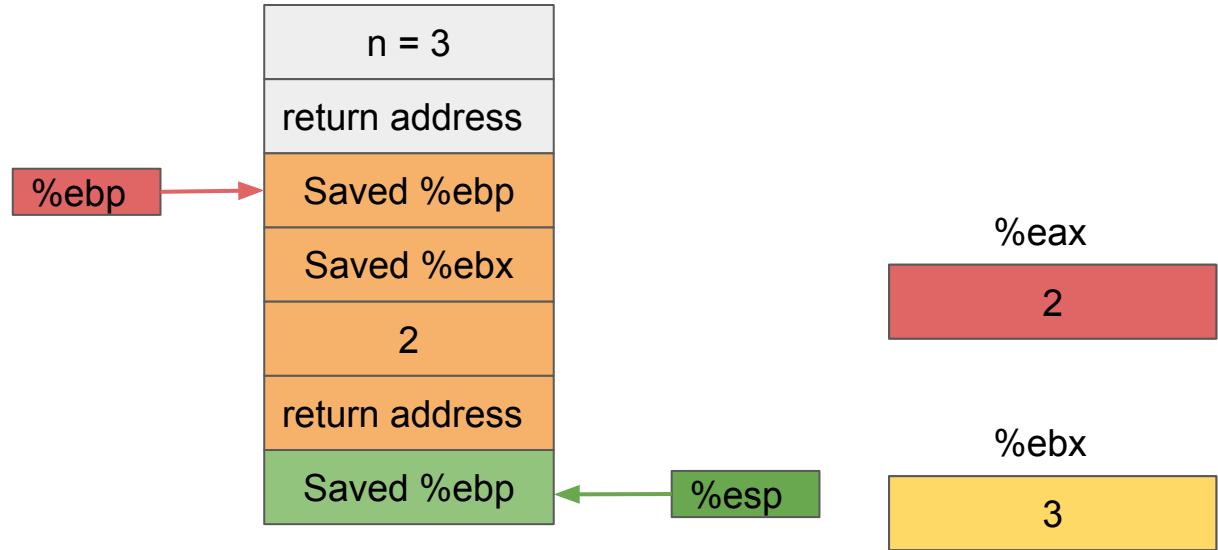 n = 3
return address
%ebp
Saved %ebp
Saved %ebx
2
return address
Saved %ebp
%esp
%eax
2
%ebx
3